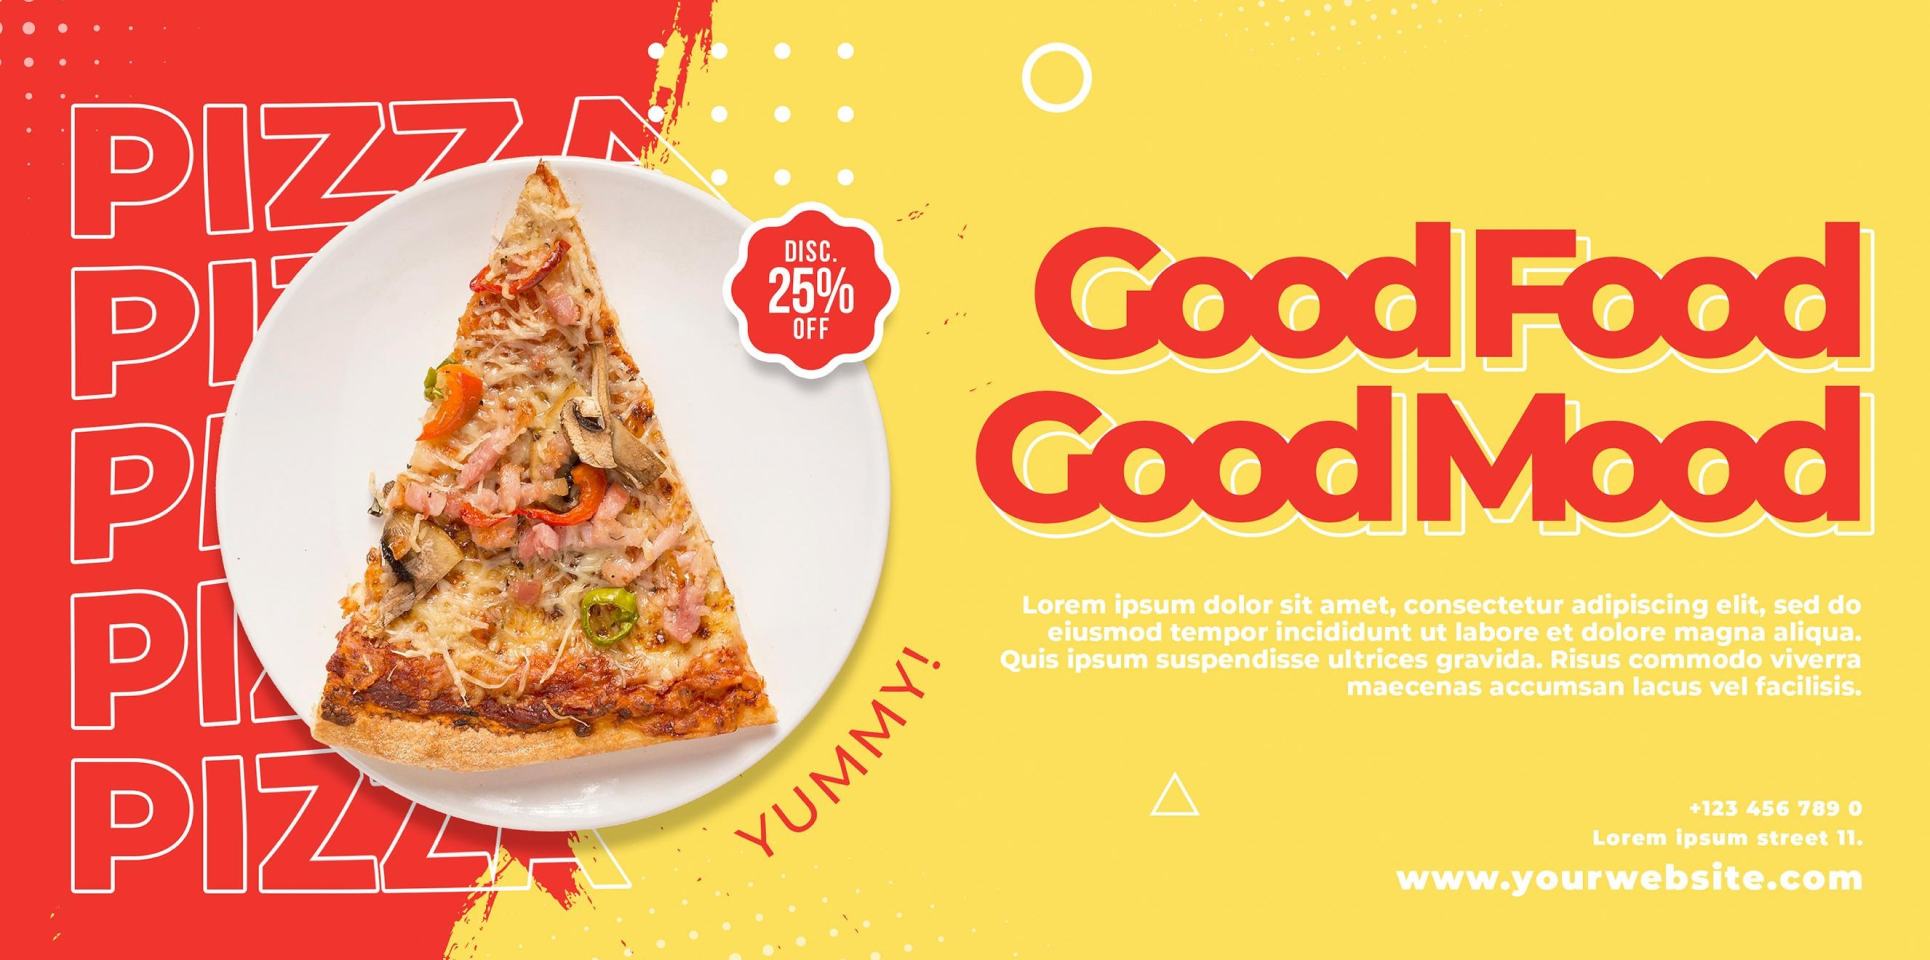 PIZZA
PIZ
PI
PIZ
PIZZA
DISC.
25%
OFF
YUMMY!
Good Food
Good Mood
Lorem ipsum dolor sit amet, consectetur adipiscing elit, sed do
eiusmod tempor incididunt ut labore et dolore magna aliqua.
Quis ipsum suspendisse ultrices gravida. Risus commodo viverra
maecenas accumsan lacus vel facilisis.
+123 456 789 0
Lorem ipsum street 11.
www.yourwebsite.com